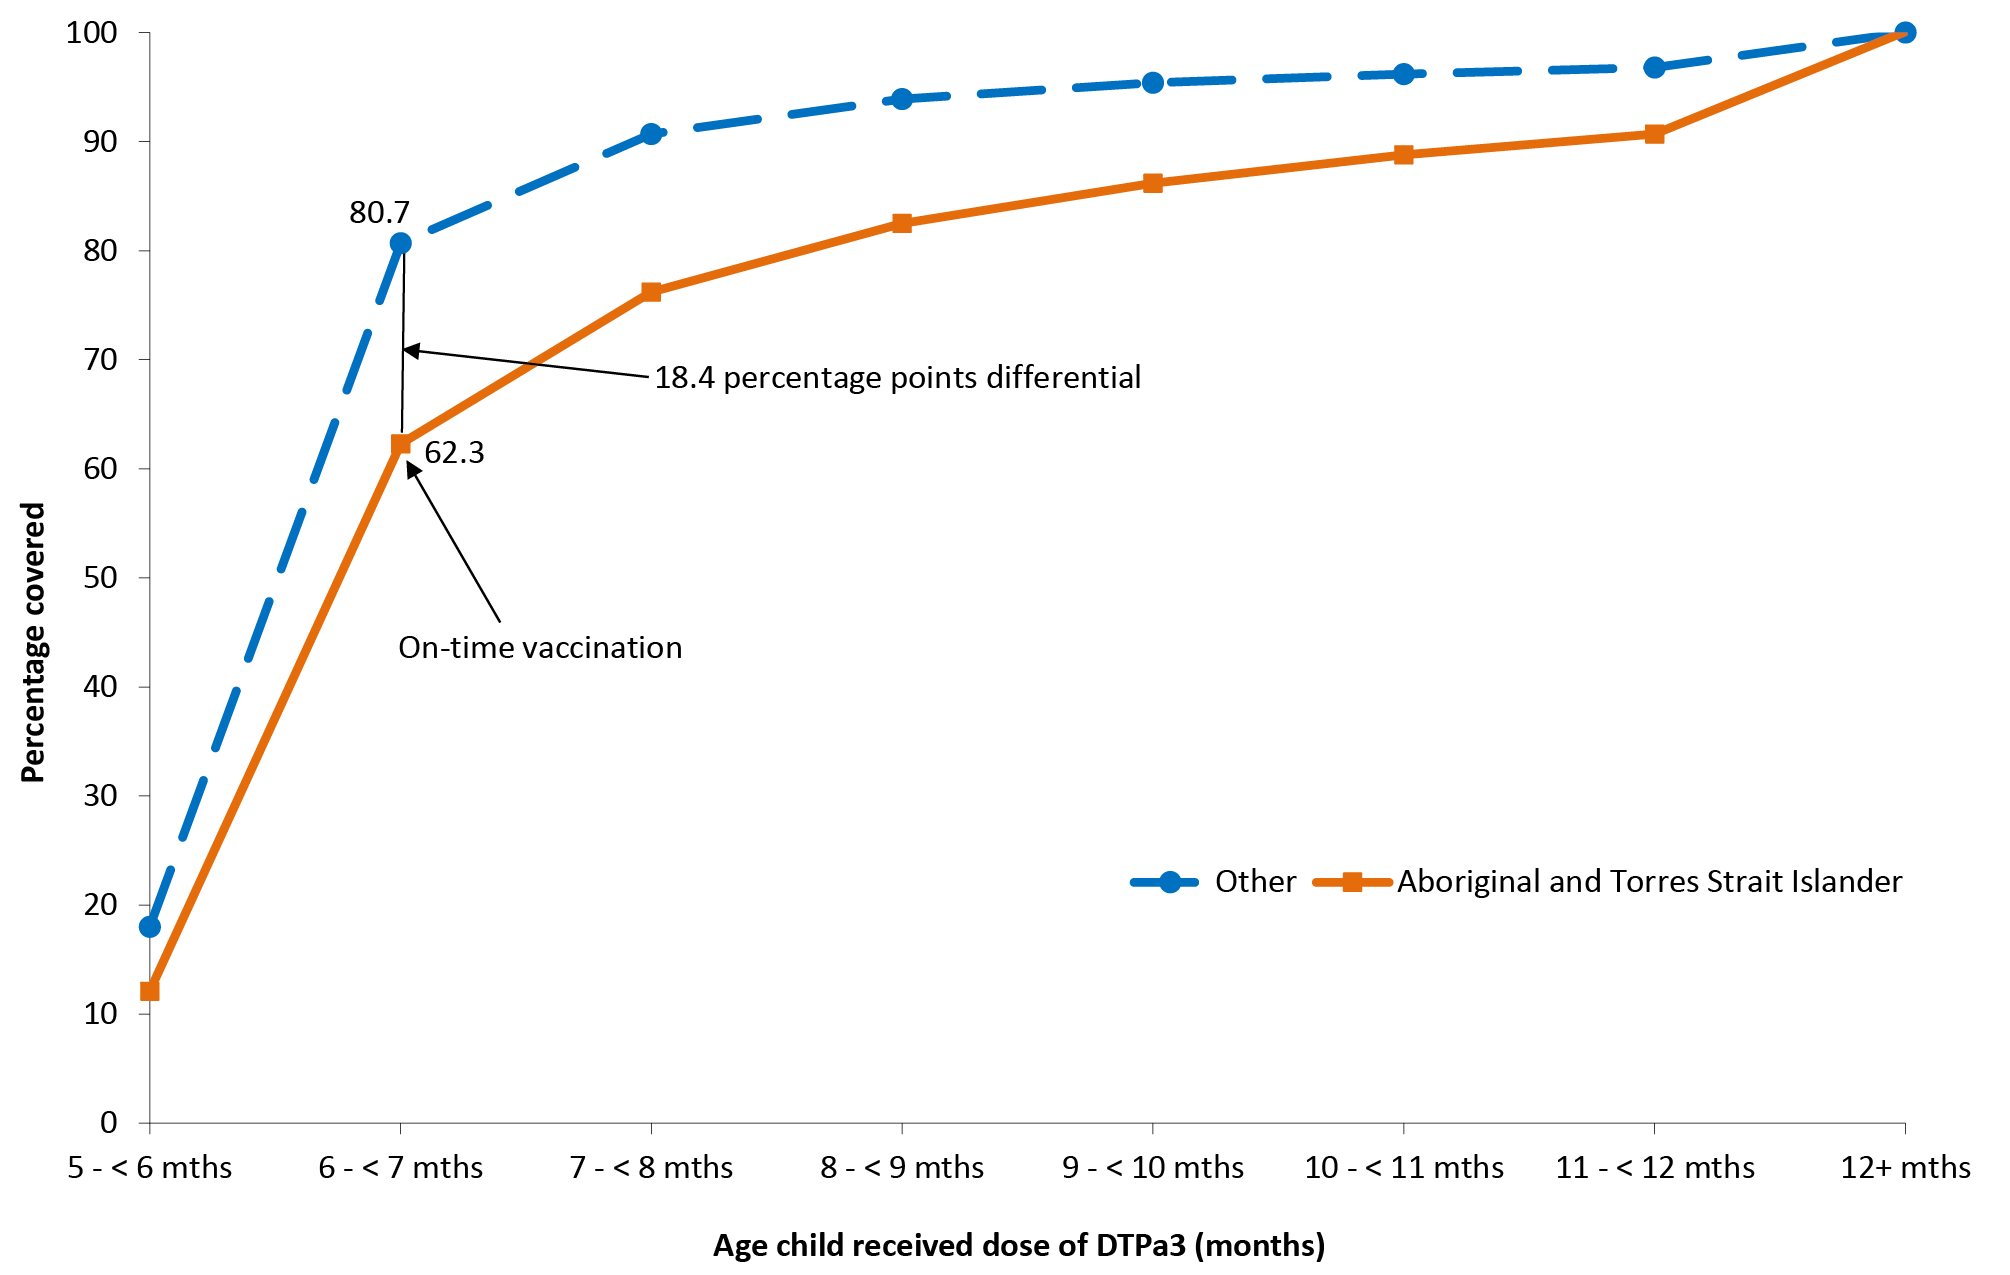 100
90
80
70
60
50
40
30
20
10
0
Percentage covered
80.7
18.4 percentage points differential
62.3
On-time vaccination
Other
Aboriginal and Torres Strait Islander
5 - < 6 mths
6 - < 7 mths
7 - < 8 mths
8 - < 9 mths
9 - < 10 mths
10 - < 11 mths
11 - < 12 mths
12+ mths
Age child received dose of DTPa3 (months)